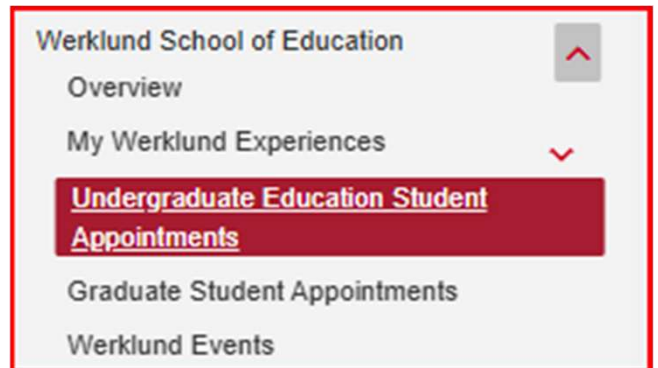 Werklund School of Education
Overview
My Werklund Experiences
Undergraduate Education Student
Appointments
Graduate Student Appointments
Werklund Events